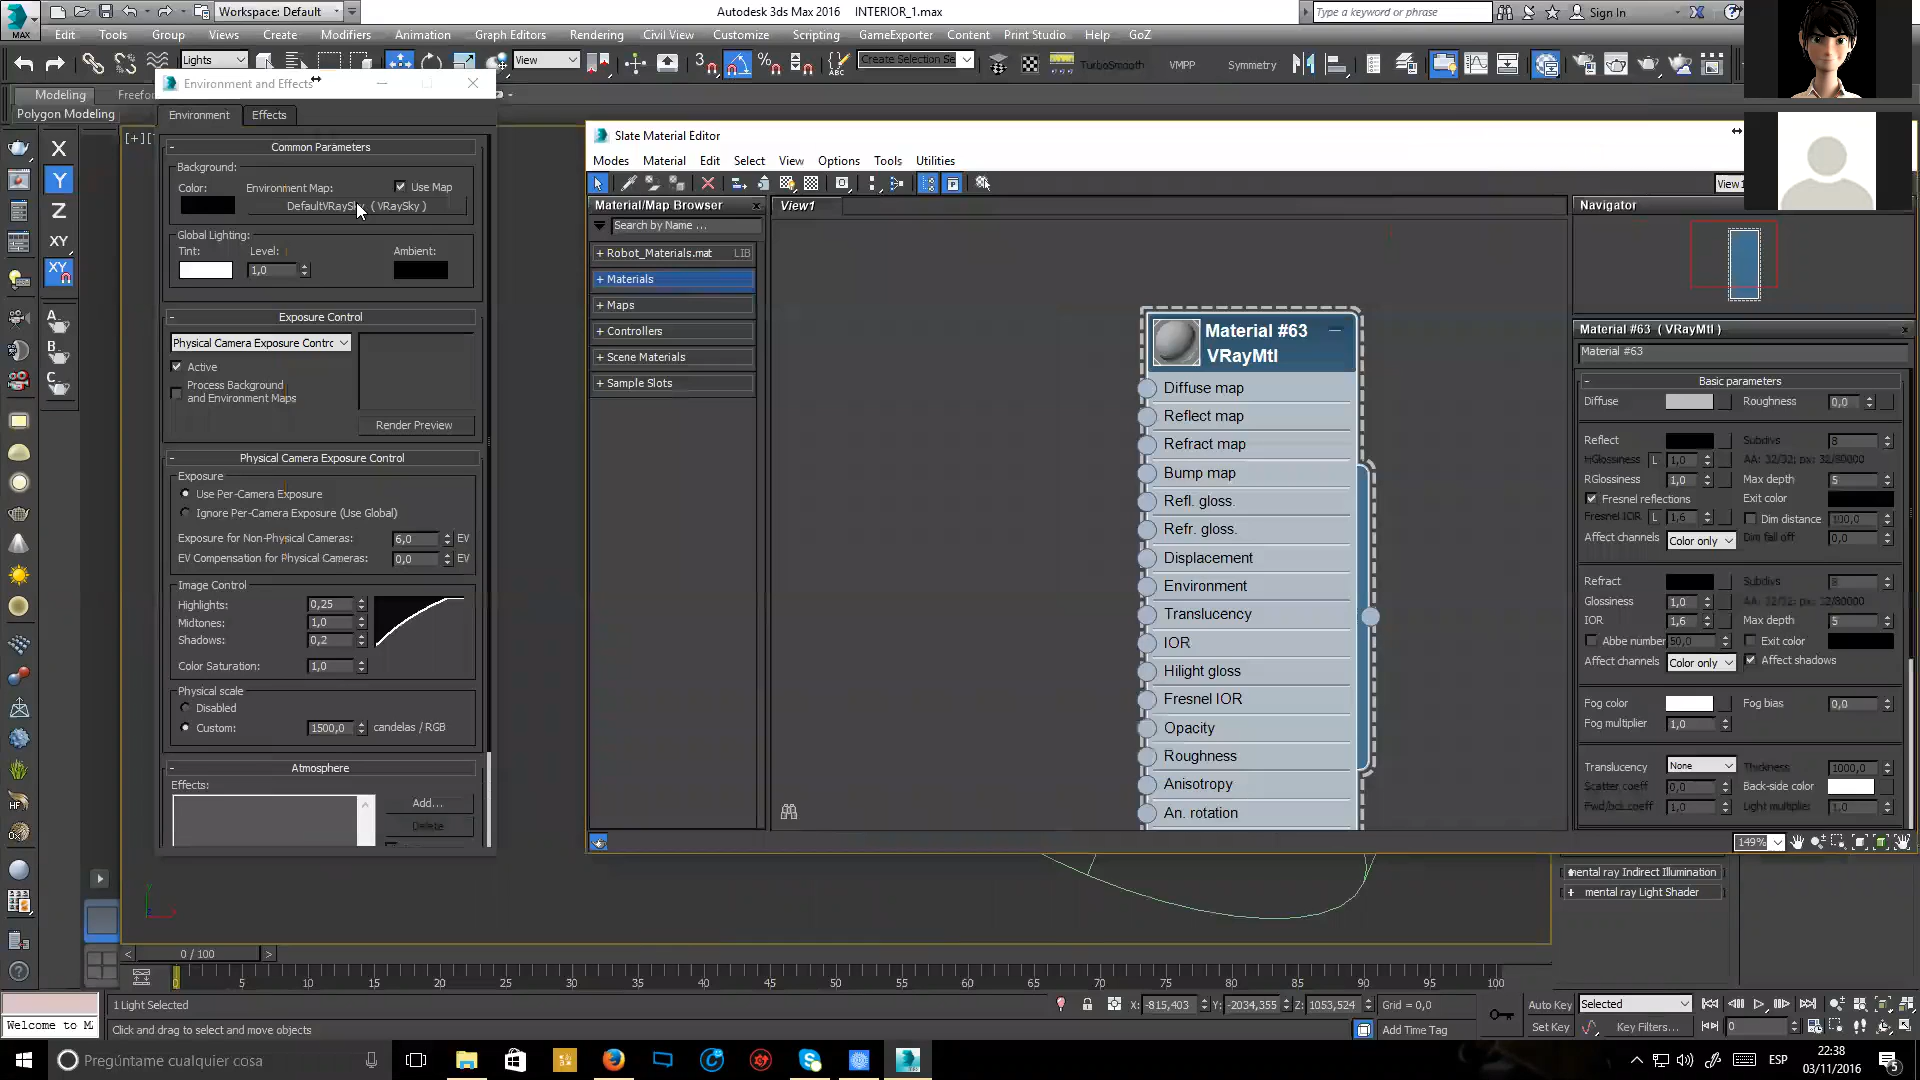 MAX
Workspace: Default
Autodesk 3ds Max 2016    INTERIOR_1.max
Type a keyword or phrase
Sign In
Edit Tools Group Views Create Modifiers Animation Graph Editors Rendering Civil View Customize Scripting GameExporter Content Print Studio Help GoZ
Lights
View
3
Create Selection Se
TurboSmooth
VMPP
Symmetry
Modeling
Freeform
Polygon Modeling
Environment and Effects
Environment
Effects
- Common Parameters
Background:
Color: Environment Map: Use Map
DefaultVRaySky ( VRaySky )
Global Lighting:
Tint: Level: Ambient:
1,0
- Exposure Control
Physical Camera Exposure Contrc
Active
Process Background
and Environment Maps
Render Preview
- Physical Camera Exposure Control
Exposure
Use Per-Camera Exposure
Ignore Per-Camera Exposure (Use Global)
Exposure for Non-Physical Cameras: 6,0 EV
EV Compensation for Physical Cameras: 0,0 EV
Image Control
Highlights: 0,25
Midtones: 1,0
Shadows: 0,2
Color Saturation: 1,0
Physical scale
Disabled
Custom: 1500,0 candelas / RGB
- Atmosphere
Effects:
Add...
Delete
X
Y
Z
XY
XY
A
B
C
HF
Slate Material Editor
Modes Material Edit Select View Options Tools Utilities
View1
Material/Map Browser
Search by Name ...
+ Robot_Materials.mat LIB
+ Materials
+ Maps
+ Controllers
+ Scene Materials
+ Sample Slots
View1
Material #63
VRayMtl
Diffuse map
Reflect map
Refract map
Bump map
Refl. gloss.
Refr. gloss.
Displacement
Environment
Translucency
IOR
Hilight gloss
Fresnel IOR
Opacity
Roughness
Anisotropy
An. rotation
Navigator
Material #63 ( VRayMtl )
Material #63
- Basic parameters
Diffuse Roughness 0,0
Reflect Subdivs 8
HGlossiness L 1,0 AA: 32/32; px: 32/80000
RGlossiness 1,0 Max depth 5
Fresnel reflections Exit color
Fresnel IOR L 1,6 Dim distance 100,0
Affect channels Color only Dim fall off 0,0
Refract Subdivs 8
Glossiness 1,0 AA: 32/32; px: 32/80000
IOR 1,6 Max depth 5
Abbe number 50,0 Exit color
Affect channels Color only Affect shadows
Fog color Fog bias 0,0
Fog multiplier 1,0
Translucency None Thickness 1000,0
Scatter coeff 0,0 Back-side color
Fwd/bck coeff 1,0 Light multiplier 1,0
149%
mental ray Indirect Illumination
+ mental ray Light Shader
< 0 / 100 >
0 5 10 15 20 25 30 35 40 45 50 55 60 65 70 75 80 85 90 95 100
1 Light Selected
X: -815,403 Y: -2034,355 Z: 1053,524 Grid = 0,0
Auto Key Selected
Welcome to M
Click and drag to select and move objects
Add Time Tag
Set Key Key Filters... 0
Pregúntame cualquier cosa
ESP
22:38
03/11/2016
5